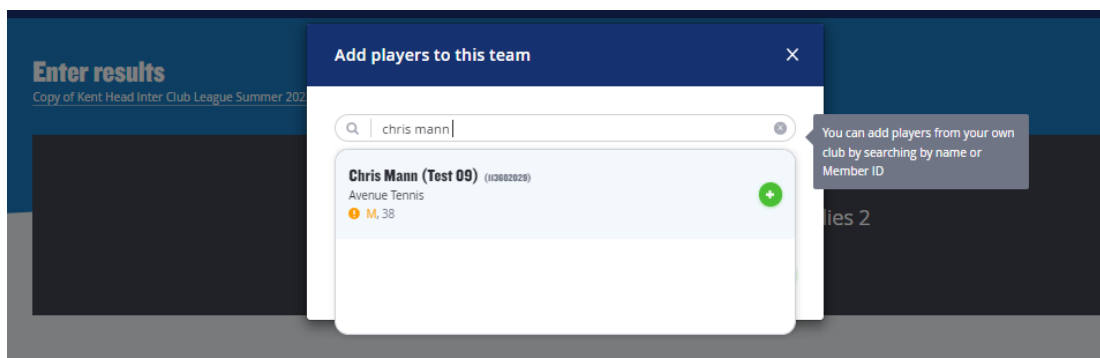 Add players to this team
Enter results
Copy of Kent Head Inter Club League Summer 202
chris mann
You can add players from your own
club by searching by name or
Member ID
Chris Mann (Test 09)
Avenue Tennis
M, 38
lies 2